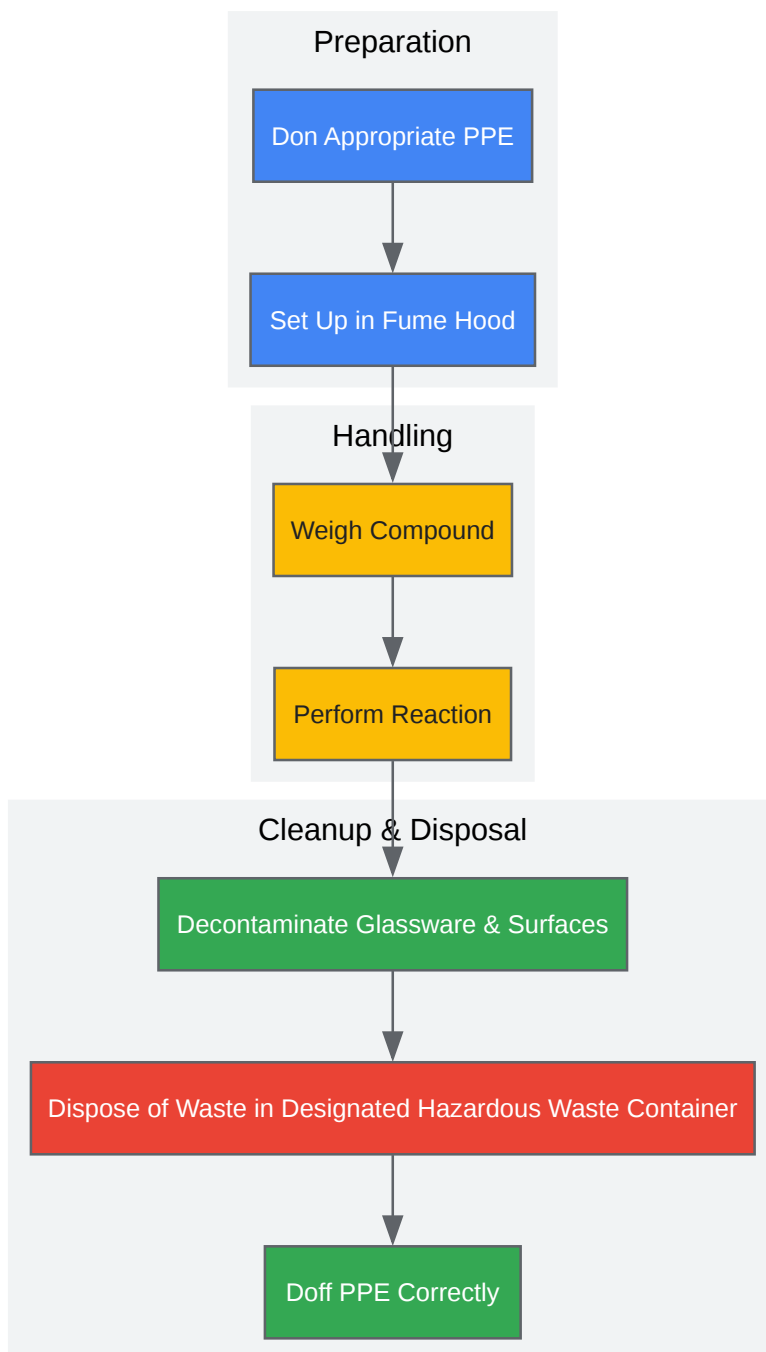 Preparation
Don Appropriate PPE
Set Up in Fume Hood
Handling
Weigh Compound
Perform Reaction
Cleanup & Disposal
Decontaminate Glassware & Surfaces
Dispose of Waste in Designated Hazardous Waste Container
Doff PPE Correctly